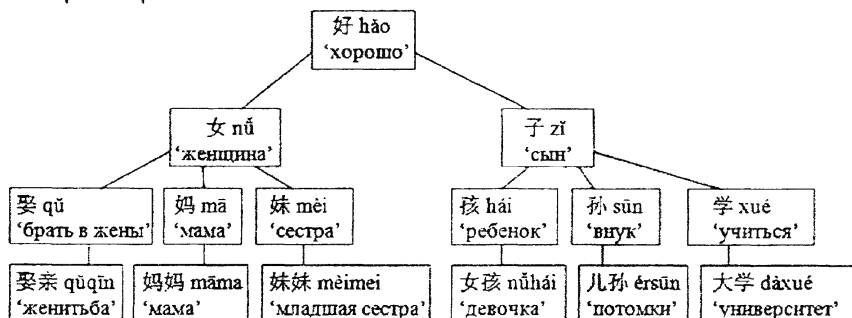 好 hǎo
‘хорошо’
女 nǚ
‘женщина’
子 zǐ
‘сын’
娶 qǔ
‘брать в жены’
妈 mā
‘мама’
妹 mèi
‘сестра’
孩 hái
‘ребенок’
孙 sūn
‘внук’
学 xué
‘учиться’
娶亲 qǔqīn
‘женитьба’
妈妈 māma
‘мама’
妹妹 mèimei
‘младшая сестра’
女孩 nǚhái
‘девочка’
儿孙 érsūn
‘потомки’
大学 dàxué
‘университет’